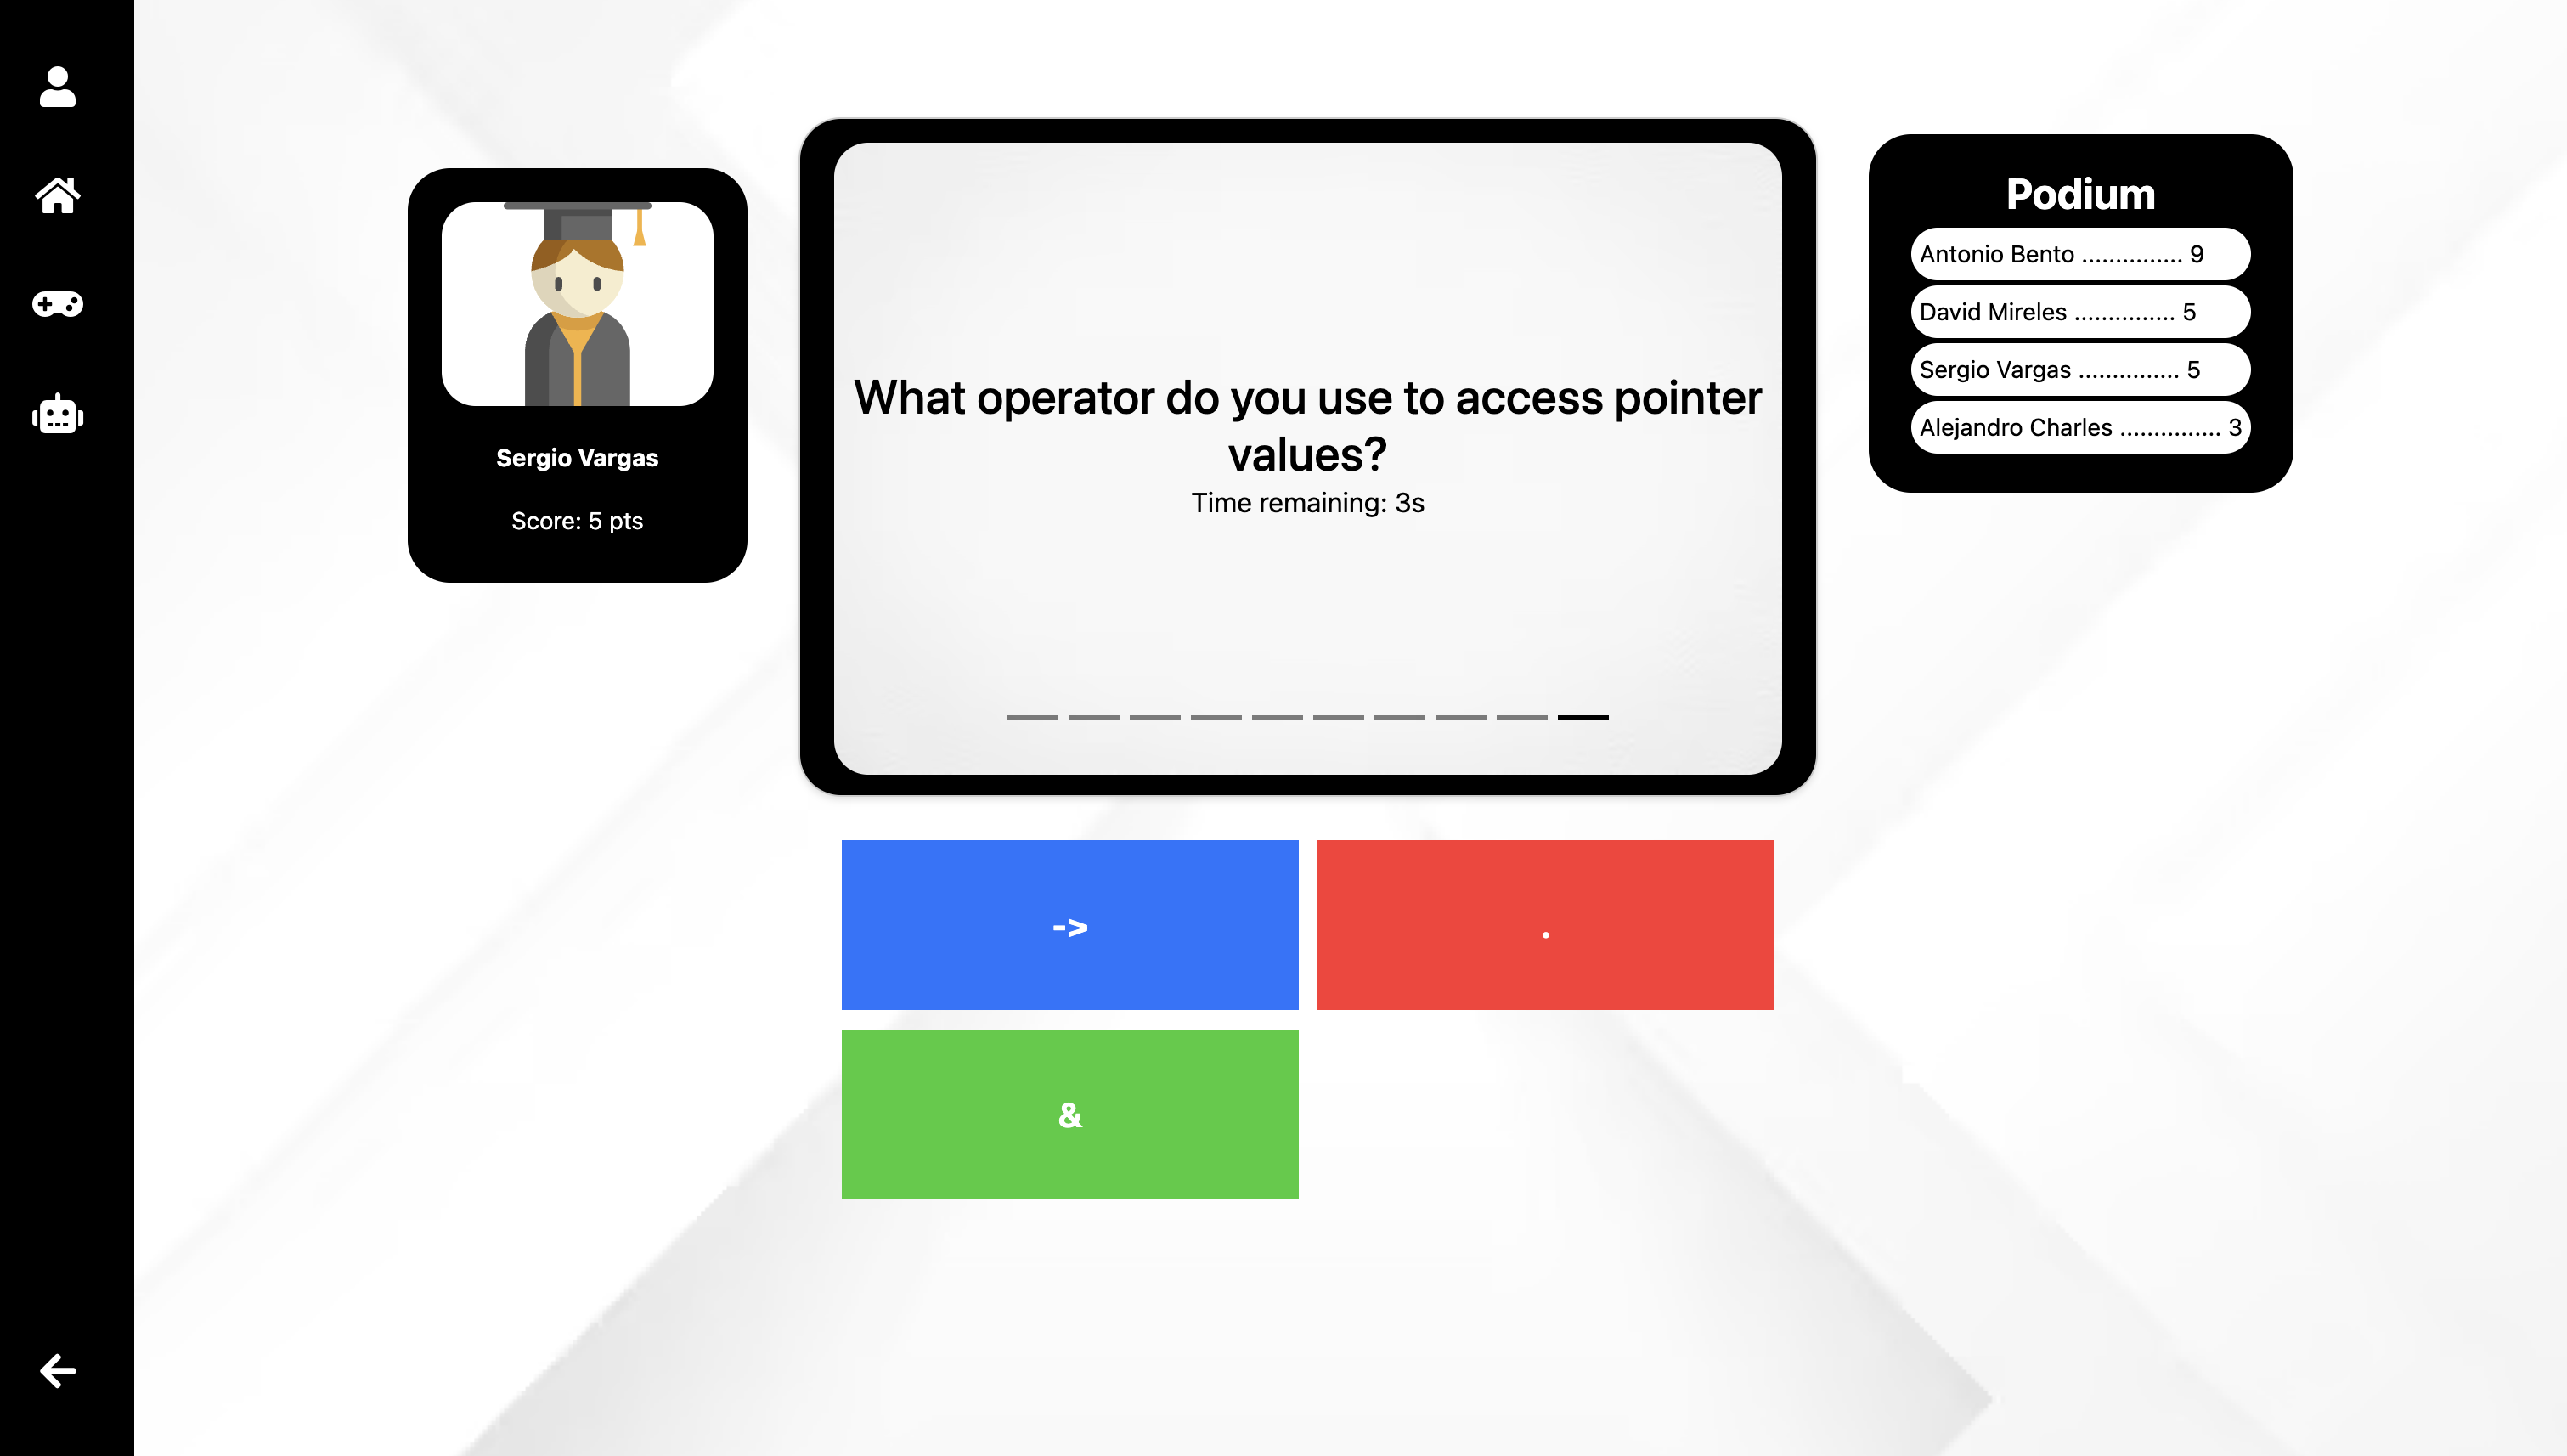 Sergio Vargas
Score: 5 pts
What operator do you use to access pointer
values?
Time remaining: 3s
Podium
Antonio Bento ............... 9
David Mireles ............... 5
Sergio Vargas ............... 5
Alejandro Charles ............... 3
->
.
&